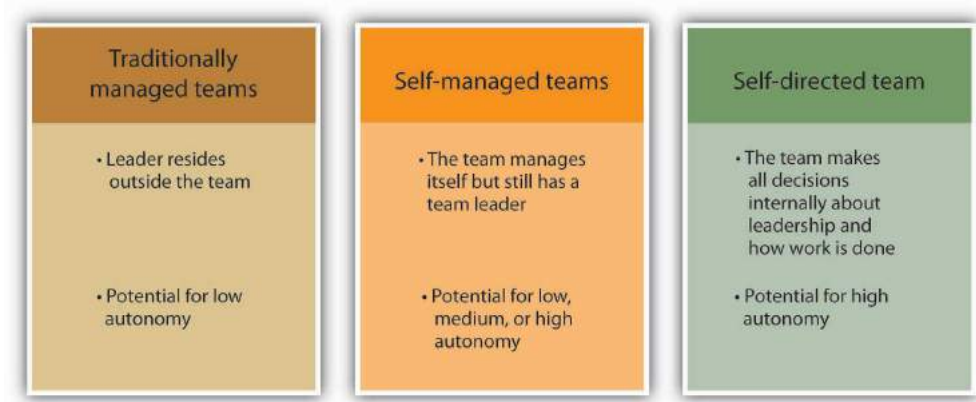 Traditionally
managed teams
• Leader resides
outside the team
• Potential for low
autonomy
Self-managed teams
• The team manages
itself but still has a
team leader
• Potential for low,
medium, or high
autonomy
Self-directed team
• The team makes
all decisions
internally about
leadership and
how work is done
• Potential for high
autonomy